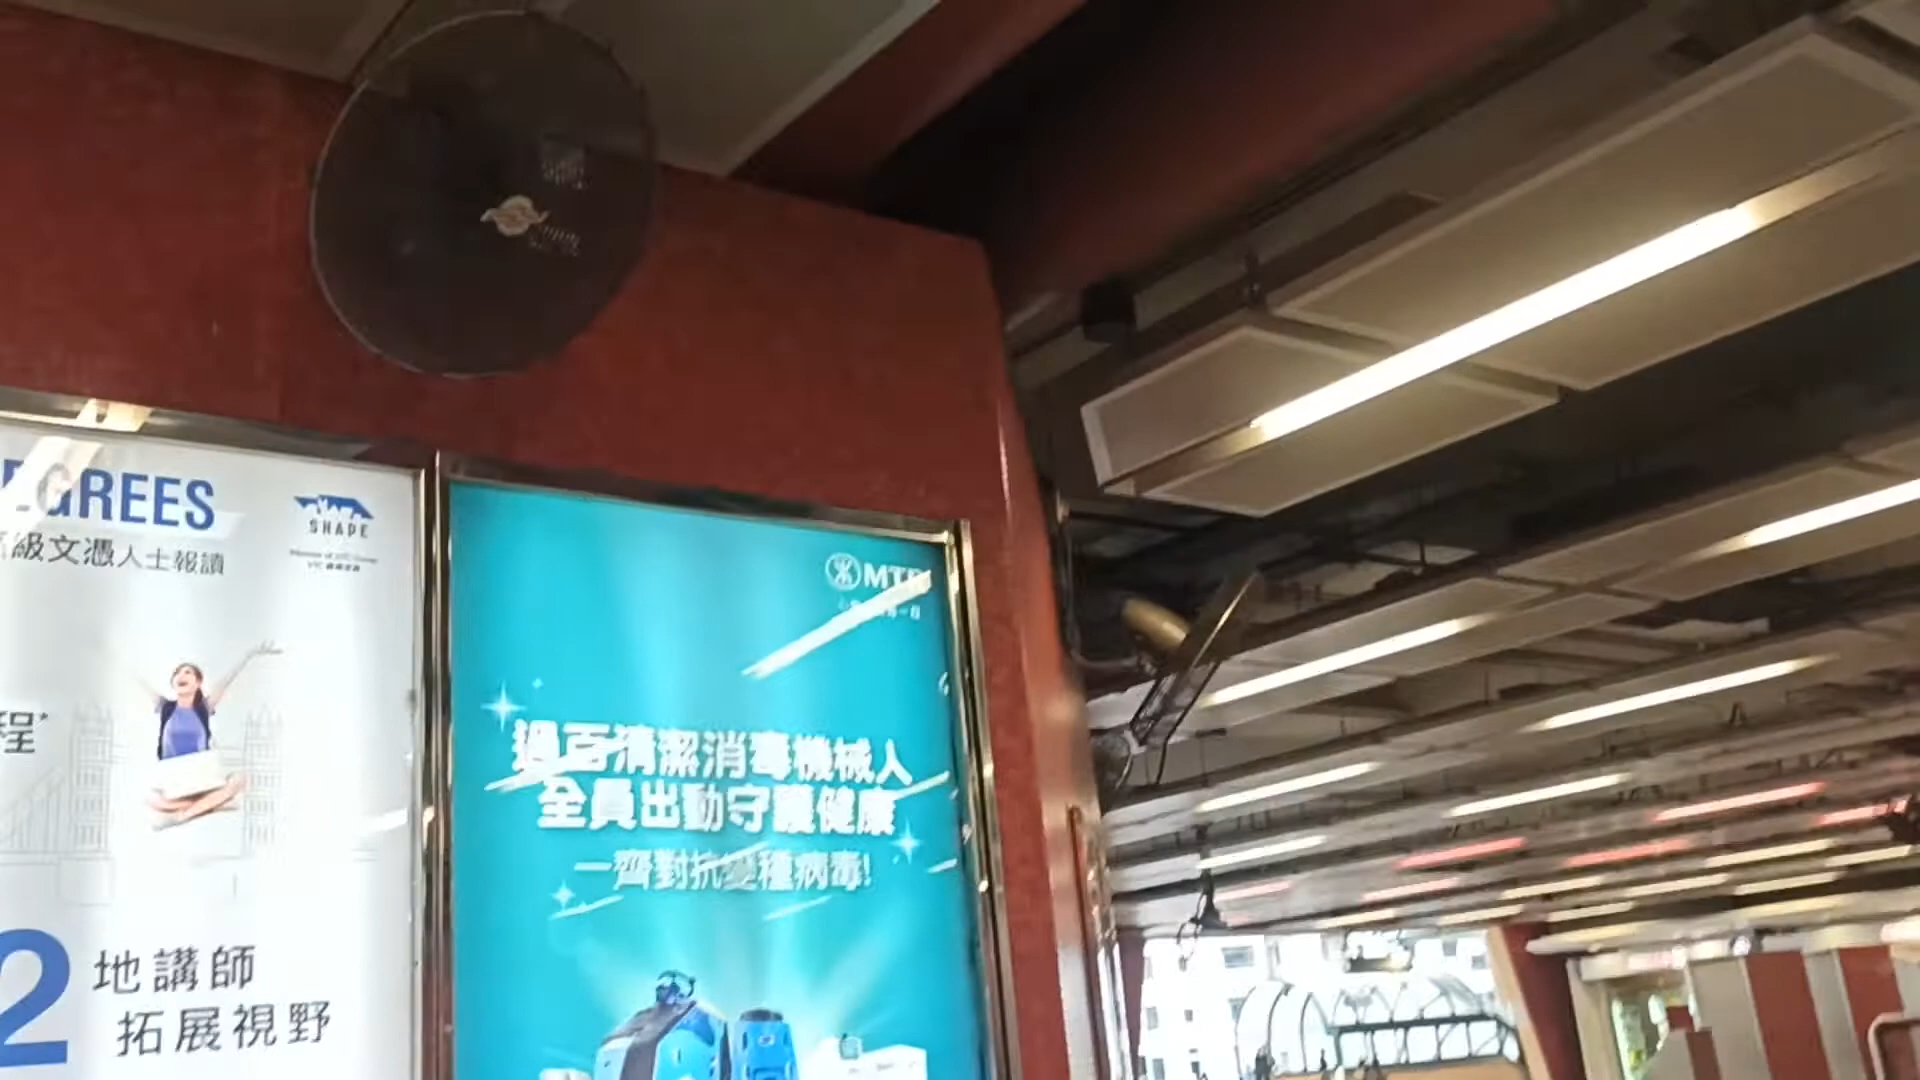 EGREES
級文憑人士報讀
SHAPE
程*
2
地講師
拓展視野
MTR
過百清潔消毒機械人
全員出動守護健康
一齊對抗變種病毒!